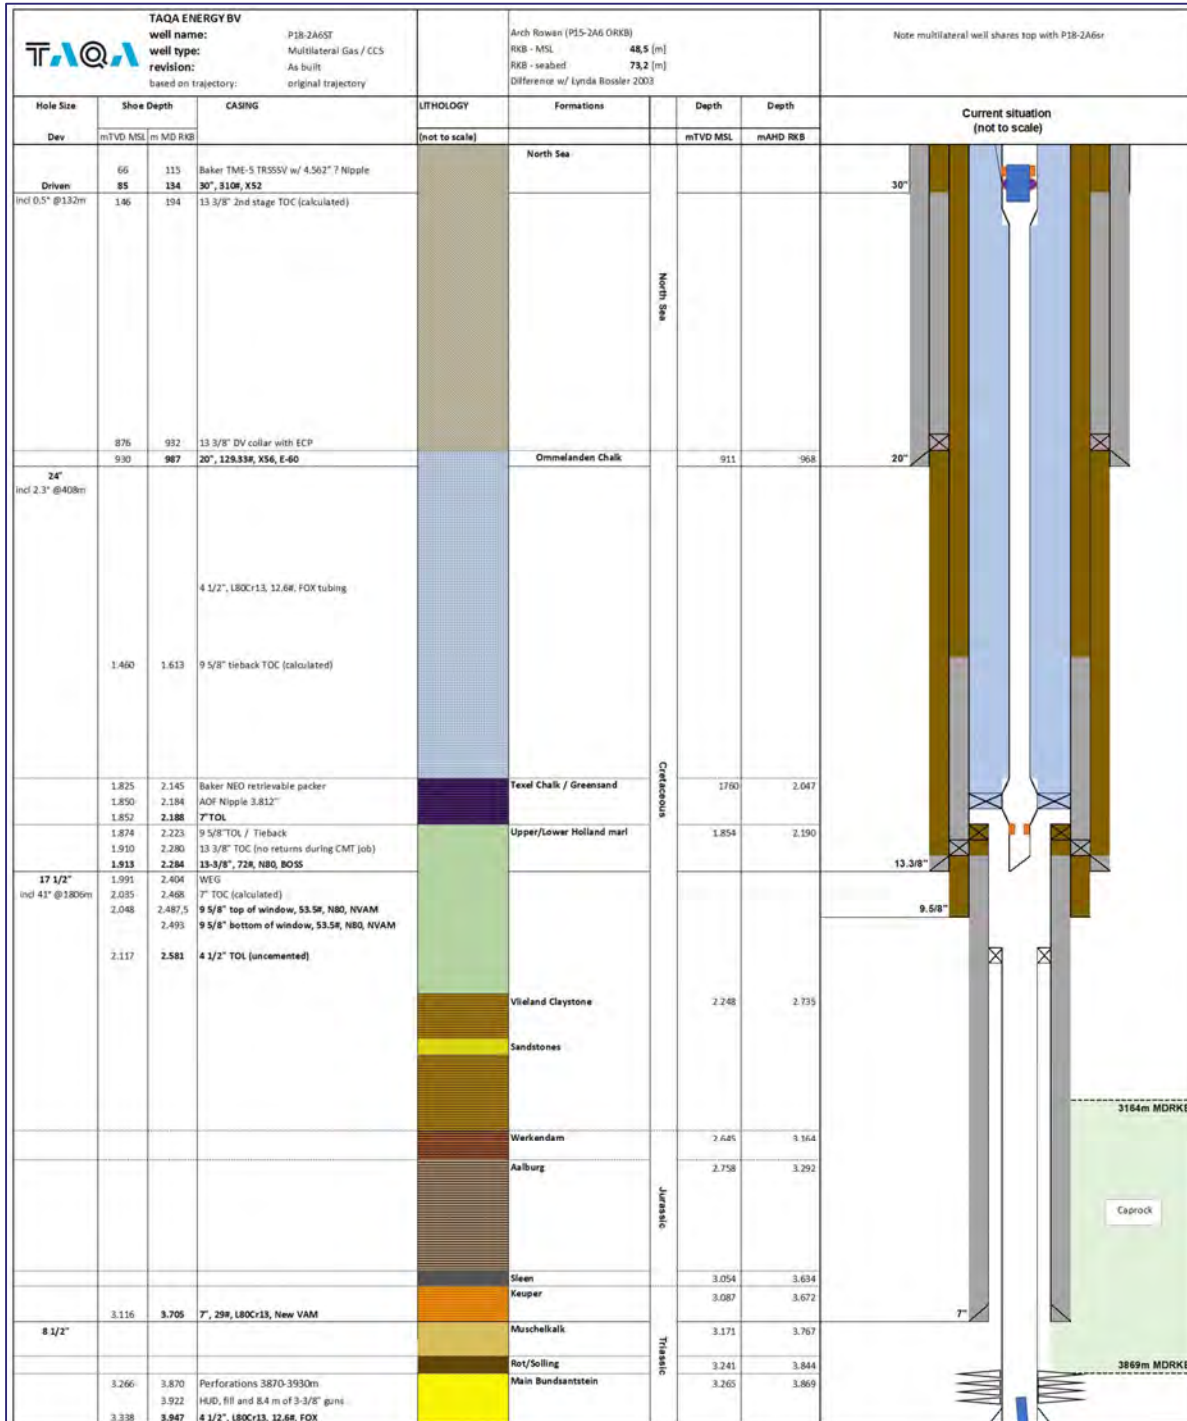 TAQA
TAQA ENERGY BV
well name: P18-2A6ST
well type: Multilateral Gas / CCS
revision: As built
based on trajectory: original trajectory
Arch Rowan (P15-2A6 ORKB)
RKB - MSL 48,5 [m]
RKB - seabed 73,2 [m]
Difference w/ Lynda Bossler 2003
Note multilateral well shares top with P18-2A6sr
Hole Size Shoe Depth CASING LITHOLOGY Formations Depth Depth
Current situation
(not to scale)
Dev mTVD MSL m MD RKB (not to scale) mTVD MSL mAHD RKB
North Sea
66 115 Baker TME-5 TRSSSV w/ 4.562" ? Nipple
Driven 85 134 30", 310#, X52
30"
incl 0.5° @132m 146 194 13 3/8" 2nd stage TOC (calculated)
North Sea
876 932 13 3/8" DV collar with ECP
930 987 20", 129.33#, X56, E-60 Ommelanden Chalk 911 968
20"
24"
incl 2.3° @408m
4 1/2", L80Cr13, 12.6#, FOX tubing
1.460 1.613 9 5/8" tieback TOC (calculated)
Cretaceous
1.825 2.145 Baker NEO retrievable packer Texel Chalk / Greensand 1760 2.047
1.850 2.184 AOF Nipple 3.812"
1.852 2.188 7"TOL
1.874 2.223 9 5/8"TOL / Tieback Upper/Lower Holland marl 1.854 2.190
1.910 2.280 13 3/8" TOC (no returns during CMT job)
1.913 2.284 13-3/8", 72#, N80, BOSS
13.3/8"
17 1/2" 1.991 2.404 WEG
incl 41° @1806m 2.035 2.468 7" TOC (calculated)
2.048 2.487,5 9 5/8" top of window, 53.5#, N80, NVAM
9.5/8"
2.493 9 5/8" bottom of window, 53.5#, N80, NVAM
2.117 2.581 4 1/2" TOL (uncemented)
Vlieland Claystone 2.248 2.735
Sandstones
3164m MDRKB
Werkendam 2.645 3.164
Aalburg 2.758 3.292
Jurassic
Caprock
Sleen 3.054 3.634
Keuper 3.087 3.672
3.116 3.705 7", 29#, L80Cr13, New VAM
7"
8 1/2" Muschelkalk 3.171 3.767
Triassic
Rot/Solling 3.241 3.844
3869m MDRKB
3.266 3.870 Perforations 3870-3930m Main Bundsantstein 3.265 3.869
3.922 HUD, fill and 8.4 m of 3-3/8" guns
3.338 3.947 4 1/2", L80Cr13, 12.6#, FOX